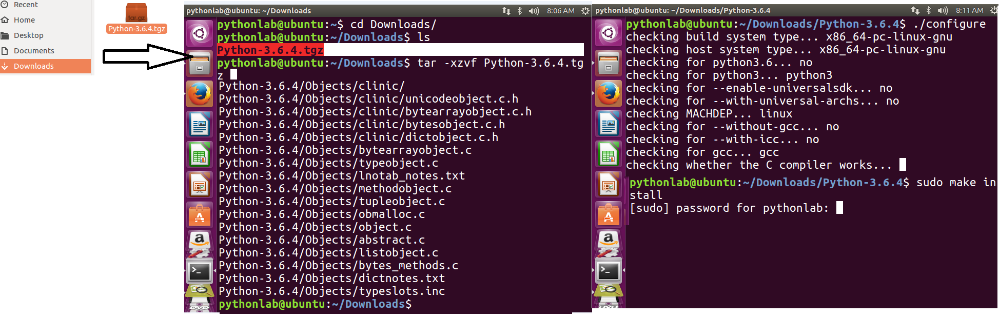 Recent
Home
Desktop
Documents
Downloads
tar.gz
Python-3.6.4.tgz
pythonlab@ubuntu: ~/Downloads
8:06 AM
pythonlab@ubuntu:~$ cd Downloads/
pythonlab@ubuntu:~/Downloads$ ls
Python-3.6.4.tgz
pythonlab@ubuntu:~/Downloads$ tar -xzvf Python-3.6.4.tg
z
Python-3.6.4/Objects/clinic/
Python-3.6.4/Objects/clinic/unicodeobject.c.h
Python-3.6.4/Objects/clinic/bytearrayobject.c.h
Python-3.6.4/Objects/clinic/bytesobject.c.h
Python-3.6.4/Objects/clinic/dictobject.c.h
Python-3.6.4/Objects/bytearrayobject.c
Python-3.6.4/Objects/typeobject.c
Python-3.6.4/Objects/lnotab_notes.txt
Python-3.6.4/Objects/methodobject.c
Python-3.6.4/Objects/tupleobject.c
Python-3.6.4/Objects/obmalloc.c
Python-3.6.4/Objects/object.c
Python-3.6.4/Objects/abstract.c
Python-3.6.4/Objects/listobject.c
Python-3.6.4/Objects/bytes_methods.c
Python-3.6.4/Objects/dictnotes.txt
Python-3.6.4/Objects/typeslots.inc
pythonlab@ubuntu:~/Downloads$
pythonlab@ubuntu: ~/Downloads/Python-3.6.4
8:11 AM
pythonlab@ubuntu:~/Downloads/Python-3.6.4$ ./configure
checking build system type... x86_64-pc-linux-gnu
checking host system type... x86_64-pc-linux-gnu
checking for python3.6... no
checking for python3... python3
checking for --enable-universalsdk... no
checking for --with-universal-archs... no
checking MACHDEP... linux
checking for --without-gcc... no
checking for --with-icc... no
checking for gcc... gcc
checking whether the C compiler works...
pythonlab@ubuntu:~/Downloads/Python-3.6.4$ sudo make in
stall
[sudo] password for pythonlab: